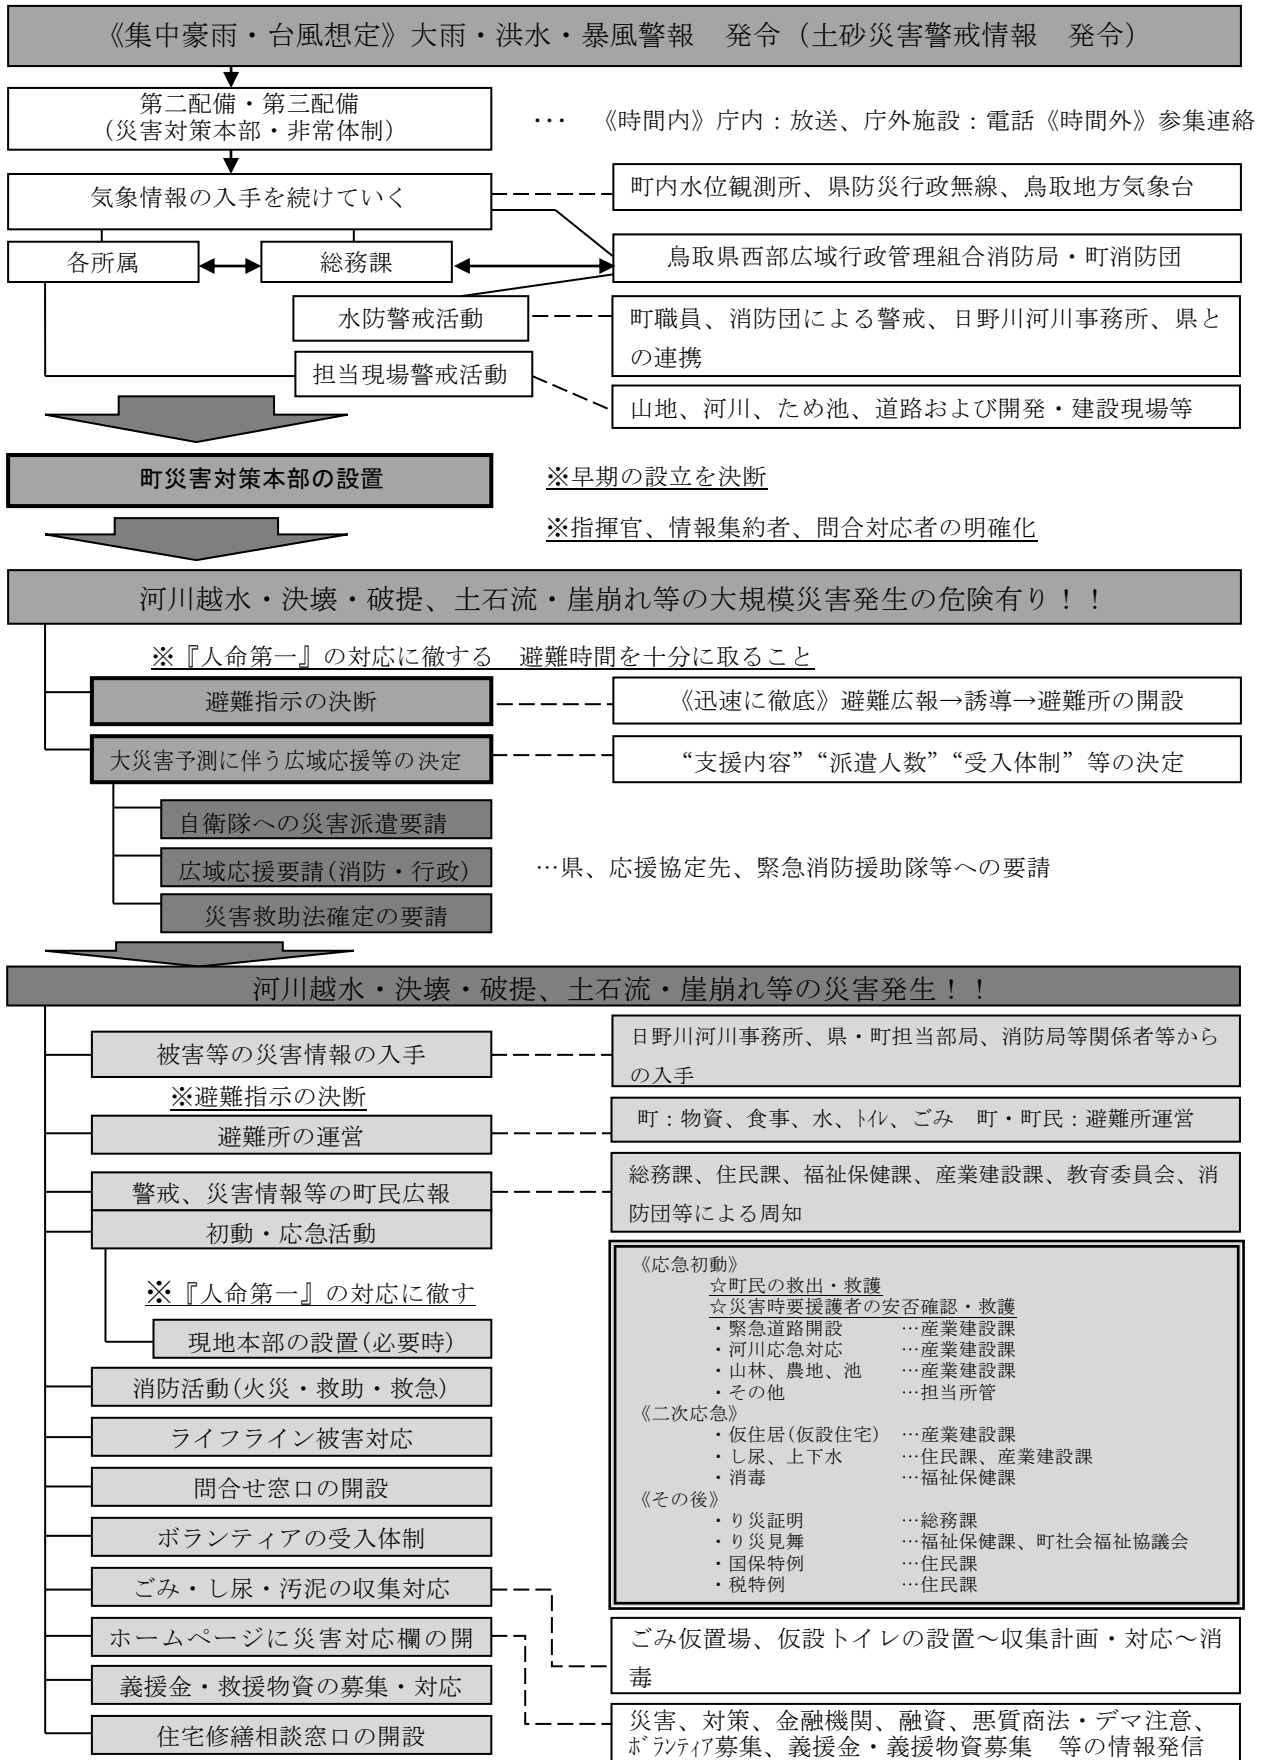 《集中豪雨・台風想定》大雨・洪水・暴風警報　発令（土砂災害警戒情報　発令）
第二配備・第三配備
（災害対策本部・非常体制）
…　《時間内》庁内：放送、庁外施設：電話《時間外》参集連絡
気象情報の入手を続けていく
町内水位観測所、県防災行政無線、鳥取地方気象台
各所属
総務課
鳥取県西部広域行政管理組合消防局・町消防団
水防警戒活動
町職員、消防団による警戒、日野川河川事務所、県と
の連携
担当現場警戒活動
山地、河川、ため池、道路および開発・建設現場等
町災害対策本部の設置
※早期の設立を決断
※指揮官、情報集約者、問合対応者の明確化
河川越水・決壊・破提、土石流・崖崩れ等の大規模災害発生の危険有り！！
※『人命第一』の対応に徹する　避難時間を十分に取ること
避難指示の決断
《迅速に徹底》避難広報→誘導→避難所の開設
大災害予測に伴う広域応援等の決定
“支援内容”“派遣人数”“受入体制”等の決定
自衛隊への災害派遣要請
広域応援要請(消防・行政)
…県、応援協定先、緊急消防援助隊等への要請
災害救助法確定の要請
河川越水・決壊・破提、土石流・崖崩れ等の災害発生！！
被害等の災害情報の入手
日野川河川事務所、県・町担当部局、消防局等関係者等から
の入手
※避難指示の決断
避難所の運営
町：物資、食事、水、ﾄｲﾚ、ごみ　町・町民：避難所運営
警戒、災害情報等の町民広報
総務課、住民課、福祉保健課、産業建設課、教育委員会、消
防団等による周知
初動・応急活動
※『人命第一』の対応に徹す
現地本部の設置(必要時)
消防活動(火災・救助・救急)
ライフライン被害対応
問合せ窓口の開設
ボランティアの受入体制
ごみ・し尿・汚泥の収集対応
ホームページに災害対応欄の開
義援金・救援物資の募集・対応
住宅修繕相談窓口の開設
《応急初動》
☆町民の救出・救護
☆災害時要援護者の安否確認・救護
・緊急道路開設　…産業建設課
・河川応急対応　…産業建設課
・山林、農地、池　…産業建設課
・その他　…担当所管
《二次応急》
・仮住居(仮設住宅)　…産業建設課
・し尿、上下水　…住民課、産業建設課
・消毒　…福祉保健課
《その後》
・り災証明　…総務課
・り災見舞　…福祉保健課、町社会福祉協議会
・国保特例　…住民課
・税特例　…住民課
ごみ仮置場、仮設トイレの設置～収集計画・対応～消
毒
災害、対策、金融機関、融資、悪質商法・デマ注意、
ﾎﾞﾗﾝﾃｨｱ募集、義援金・義援物資募集　等の情報発信